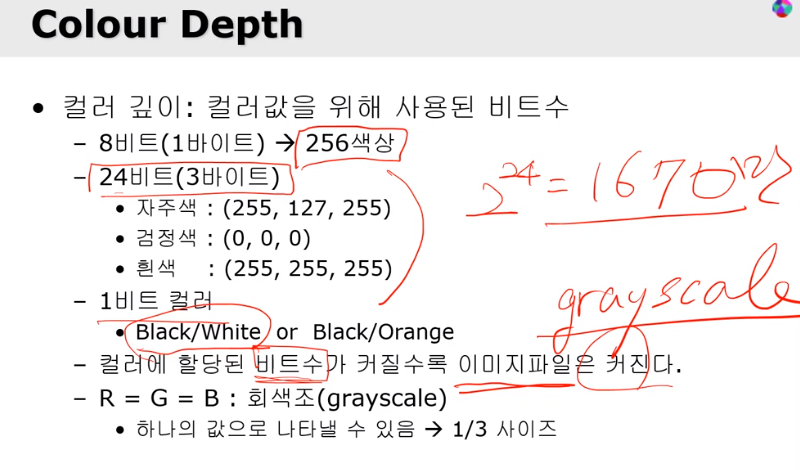 Colour Depth
• 컬러 깊이: 컬러값을 위해 사용된 비트수
– 8비트(1바이트) → 256색상
– 24비트(3바이트)
2²⁴ = 1670만
• 자주색 : (255, 127, 255)
• 검정색 : (0, 0, 0)
• 흰색 : (255, 255, 255)
grayscale
– 1비트 컬러
• Black/White or Black/Orange
– 컬러에 할당된 비트수가 커질수록 이미지파일은 커진다.
– R = G = B : 회색조(grayscale)
• 하나의 값으로 나타낼 수 있음 → 1/3 사이즈